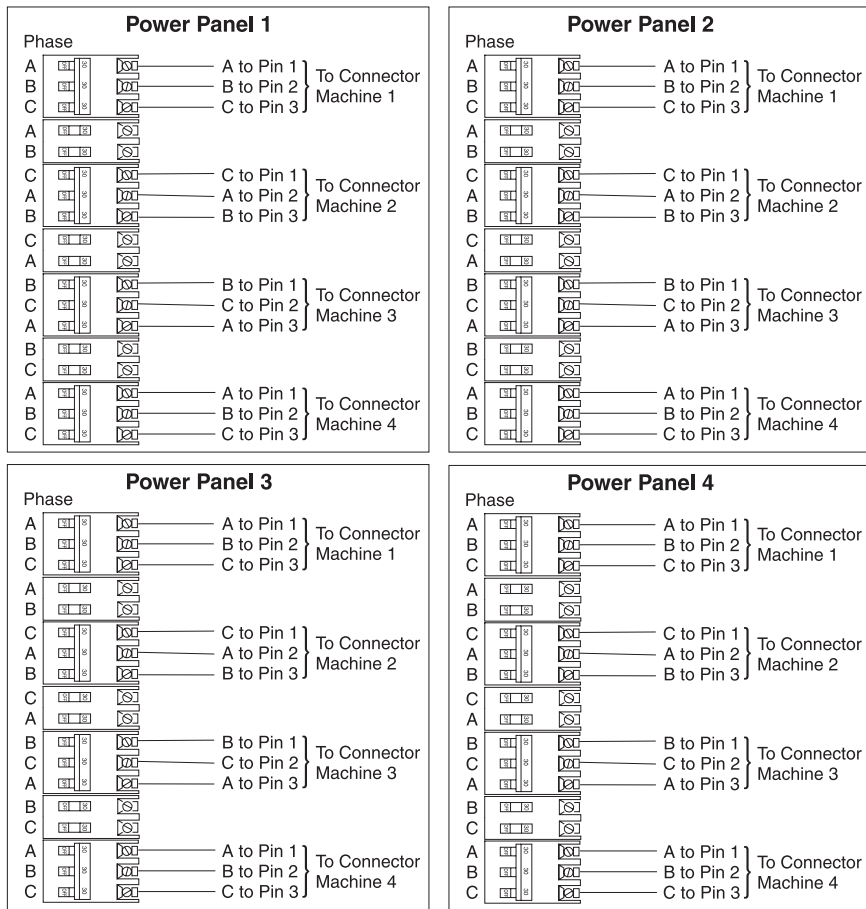 Power Panel 1
Phase
A A to Pin 1
B B to Pin 2
C C to Pin 3
To Connector
Machine 1
A
B
C C to Pin 1
A A to Pin 2
B B to Pin 3
To Connector
Machine 2
C
A
B B to Pin 1
C C to Pin 2
A A to Pin 3
To Connector
Machine 3
B
C
A A to Pin 1
B B to Pin 2
C C to Pin 3
To Connector
Machine 4
Power Panel 2
Phase
A A to Pin 1
B B to Pin 2
C C to Pin 3
To Connector
Machine 1
A
B
C C to Pin 1
A A to Pin 2
B B to Pin 3
To Connector
Machine 2
C
A
B B to Pin 1
C C to Pin 2
A A to Pin 3
To Connector
Machine 3
B
C
A A to Pin 1
B B to Pin 2
C C to Pin 3
To Connector
Machine 4
Power Panel 3
Phase
A A to Pin 1
B B to Pin 2
C C to Pin 3
To Connector
Machine 1
A
B
C C to Pin 1
A A to Pin 2
B B to Pin 3
To Connector
Machine 2
C
A
B B to Pin 1
C C to Pin 2
A A to Pin 3
To Connector
Machine 3
B
C
A A to Pin 1
B B to Pin 2
C C to Pin 3
To Connector
Machine 4
Power Panel 4
Phase
A A to Pin 1
B B to Pin 2
C C to Pin 3
To Connector
Machine 1
A
B
C C to Pin 1
A A to Pin 2
B B to Pin 3
To Connector
Machine 2
C
A
B B to Pin 1
C C to Pin 2
A A to Pin 3
To Connector
Machine 3
B
C
A A to Pin 1
B B to Pin 2
C C to Pin 3
To Connector
Machine 4